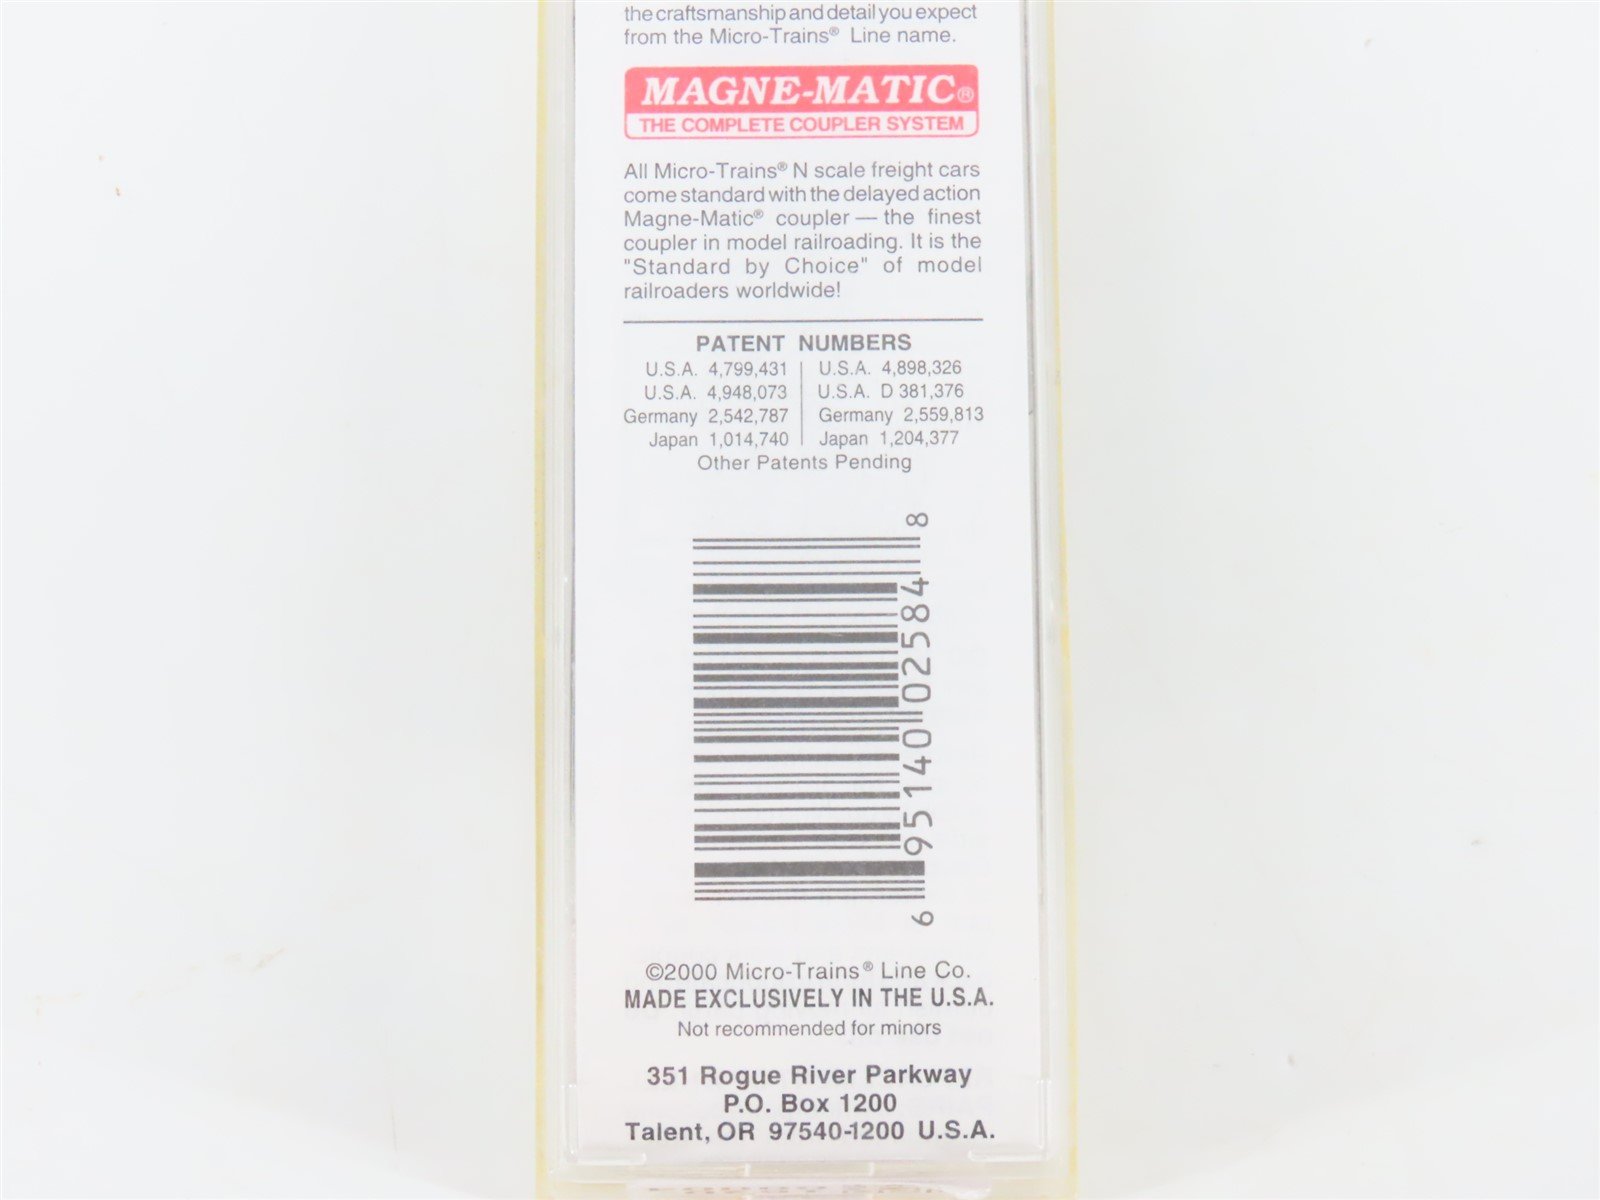 the craftsmanship and detail you expect
from the Micro-Trains® Line name.
MAGNE-MATIC®
THE COMPLETE COUPLER SYSTEM
All Micro-Trains® N scale freight cars
come standard with the delayed action
Magne-Matic® coupler — the finest
coupler in model railroading. It is the
"Standard by Choice" of model
railroaders worldwide!
PATENT NUMBERS
U.S.A. 4,799,431 | U.S.A. 4,898,326
U.S.A. 4,948,073 | U.S.A. D 381,376
Germany 2,542,787 | Germany 2,559,813
Japan 1,014,740 | Japan 1,204,377
Other Patents Pending
6 95140 02584 8
©2000 Micro-Trains® Line Co.
MADE EXCLUSIVELY IN THE U.S.A.
Not recommended for minors
351 Rogue River Parkway
P.O. Box 1200
Talent, OR 97540-1200 U.S.A.